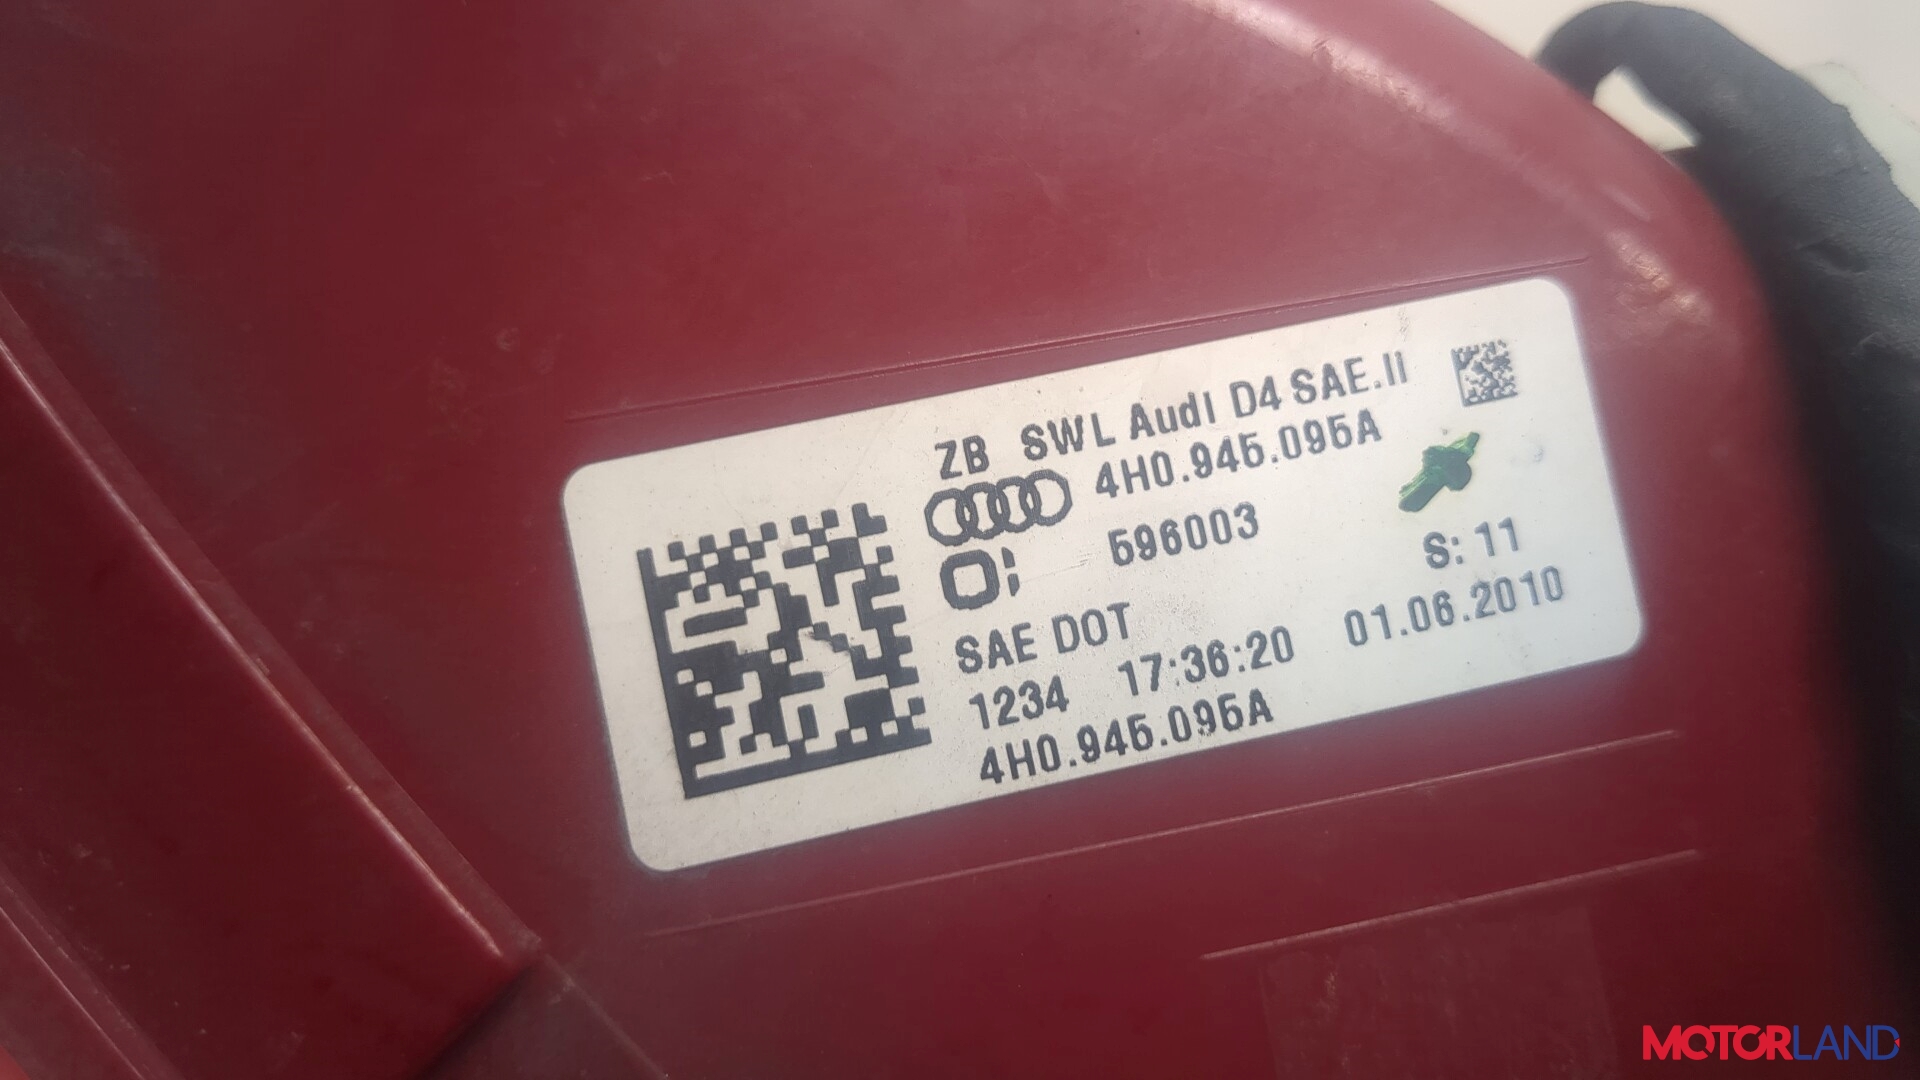 ZB SWL Audi D4 SAE.II
4H0.945.095A
596003
S: 11
SAE DOT
1234 17:36:20 01.06.2010
4H0.945.095A
MOTORLAND